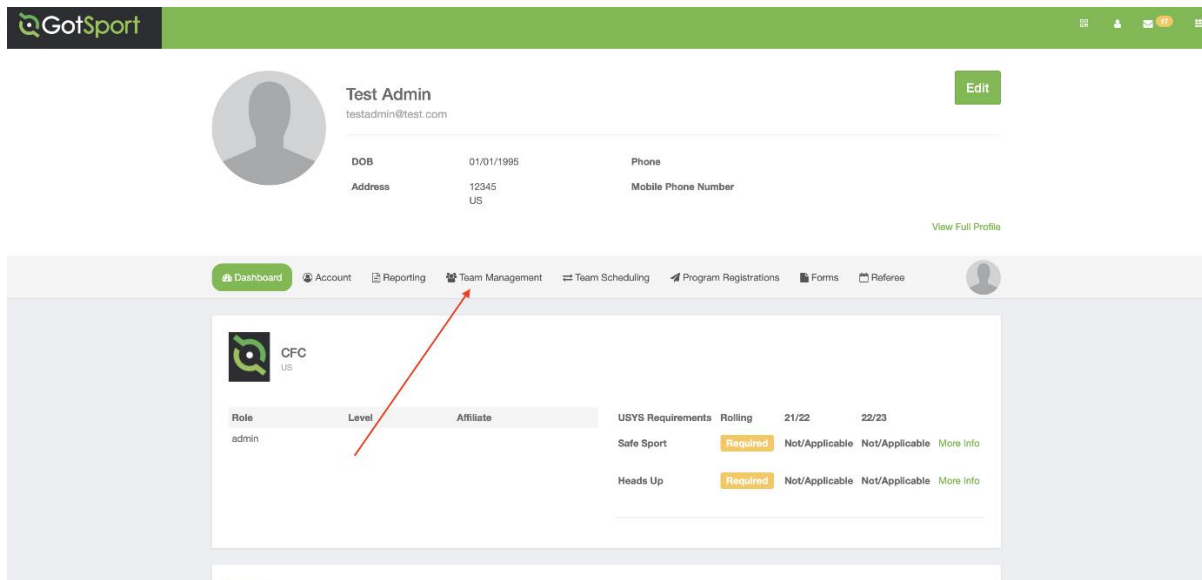 GotSport
17
Test Admin
Edit
testadmin@test.com
DOB 01/01/1995 Phone
Address 12345 Mobile Phone Number
US
View Full Profile
Dashboard Account Reporting Team Management Team Scheduling Program Registrations Forms Referee
CFC
US
Role Level Affiliate USYS Requirements Rolling 21/22 22/23
admin Safe Sport Required Not/Applicable Not/Applicable More Info
Heads Up Required Not/Applicable Not/Applicable More Info